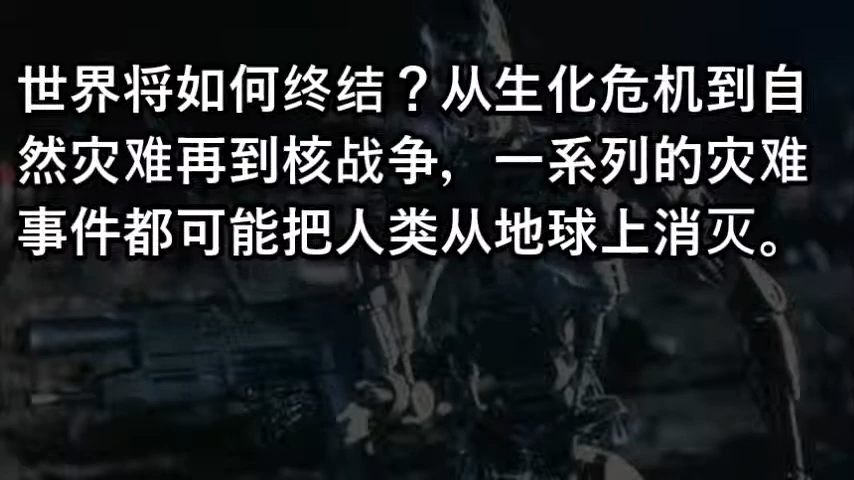 世界将如何终结？从生化危机到自
然灾难再到核战争，一系列的灾难
事件都可能把人类从地球上消灭。